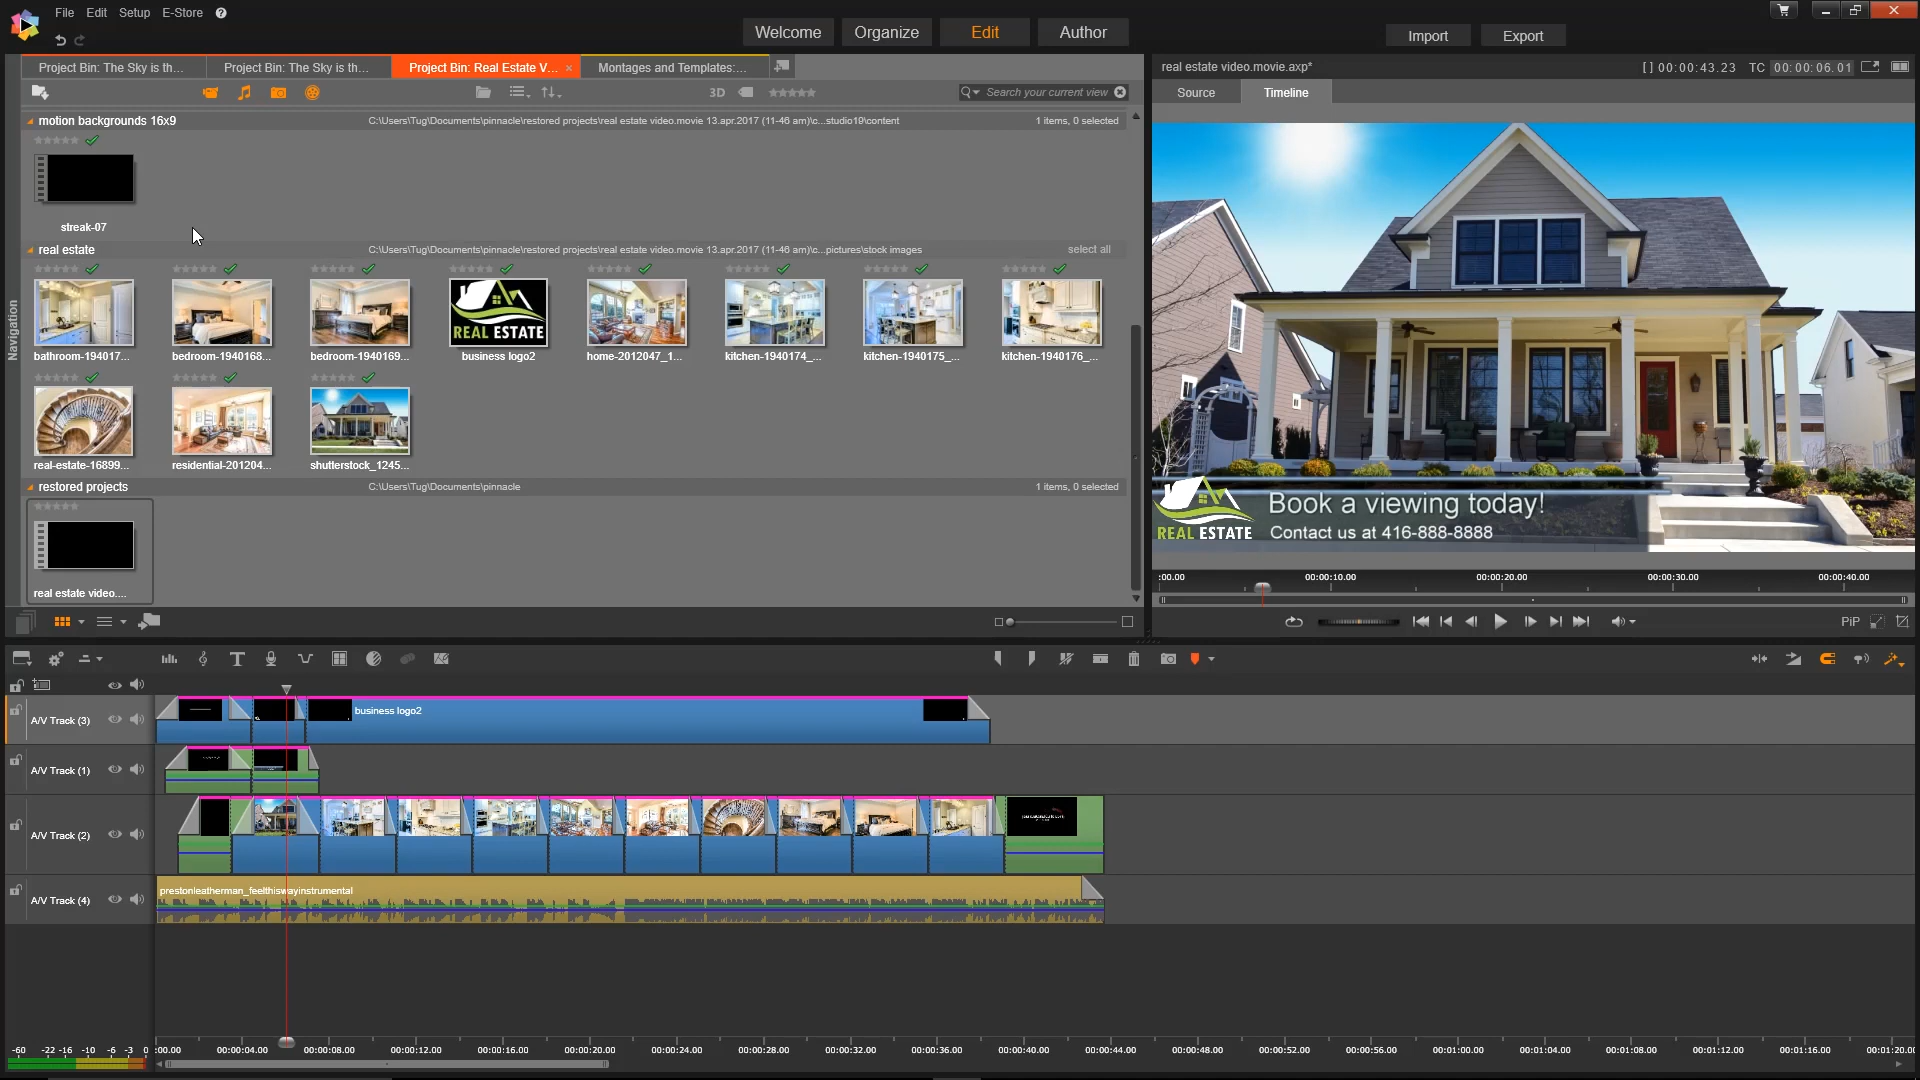 File Edit Setup E-Store ?
Welcome Organize Edit Author
Import Export
Project Bin: The Sky is th...
Project Bin: The Sky is th...
Project Bin: Real Estate V... ×
Montages and Templates:...
real estate video.movie.axp*
[ ] 00:00:43.23 TC 00:00:06.01
Source Timeline
3D
Search your current view
Navigation
motion backgrounds 16x9
C:\Users\Tug\Documents\pinnacle\restored projects\real estate video.movie 13.apr.2017 (11-46 am)\c...studio19\content
1 items, 0 selected
streak-07
real estate
C:\Users\Tug\Documents\pinnacle\restored projects\real estate video.movie 13.apr.2017 (11-46 am)\c...pictures\stock images
select all
REAL ESTATE
bathroom-194017...
bedroom-1940168...
bedroom-1940169...
business logo2
home-2012047_1...
kitchen-1940174_...
kitchen-1940175_...
kitchen-1940176_...
real-estate-16899...
residential-201204...
shutterstock_1245...
restored projects
C:\Users\Tug\Documents\pinnacle
1 items, 0 selected
real estate video....
Book a viewing today!
Contact us at 416-888-8888
REAL ESTATE
:00.00 00:00:10.00 00:00:20.00 00:00:30.00 00:00:40.00
PiP
A/V Track (3)
business logo2
A/V Track (1)
A/V Track (2)
A/V Track (4)
prestonleatherman_feelthiswayinstrumental
-60 -22 -16 -10 -6 -3 0
:00.00 00:00:04.00 00:00:08.00 00:00:12.00 00:00:16.00 00:00:20.00 00:00:24.00 00:00:28.00 00:00:32.00 00:00:36.00 00:00:40.00 00:00:44.00 00:00:48.00 00:00:52.00 00:00:56.00 00:01:00.00 00:01:04.00 00:01:08.00 00:01:12.00 00:01:16.00 00:01:20.0